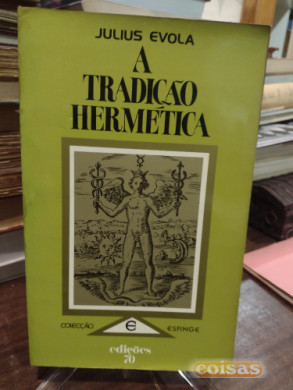 JULIUS EVOLA
A
TRADIÇÃO
HERMÉTICA
COLECÇÃO
ESFINGE
edições
70
coisas